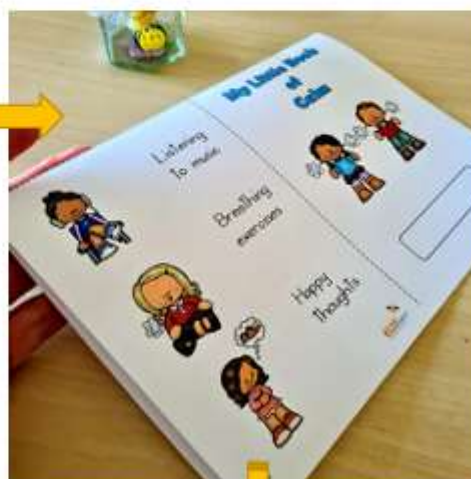 My Little Book
of
Calm
Listening
to music
Breathing
exercises
Happy
thoughts